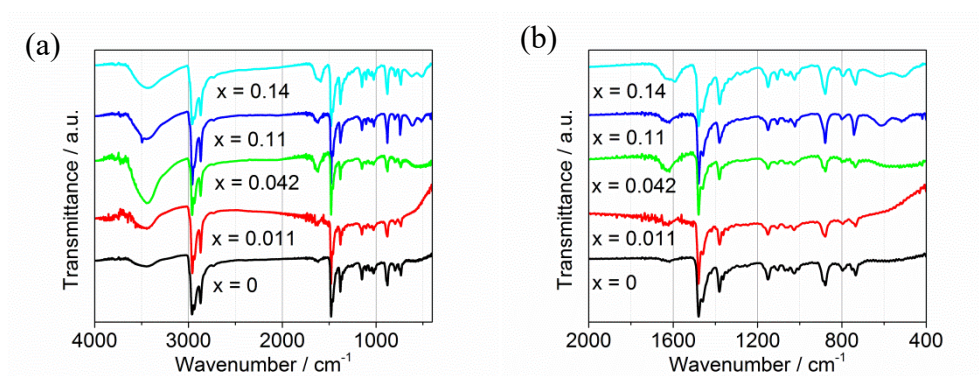 (a)
Transmittance / a.u.
x = 0.14
x = 0.11
x = 0.042
x = 0.011
x = 0
4000 3000 2000 1000
Wavenumber / cm⁻¹
(b)
Transmittance / a.u.
x = 0.14
x = 0.11
x = 0.042
x = 0.011
x = 0
2000 1600 1200 800 400
Wavenumber / cm⁻¹